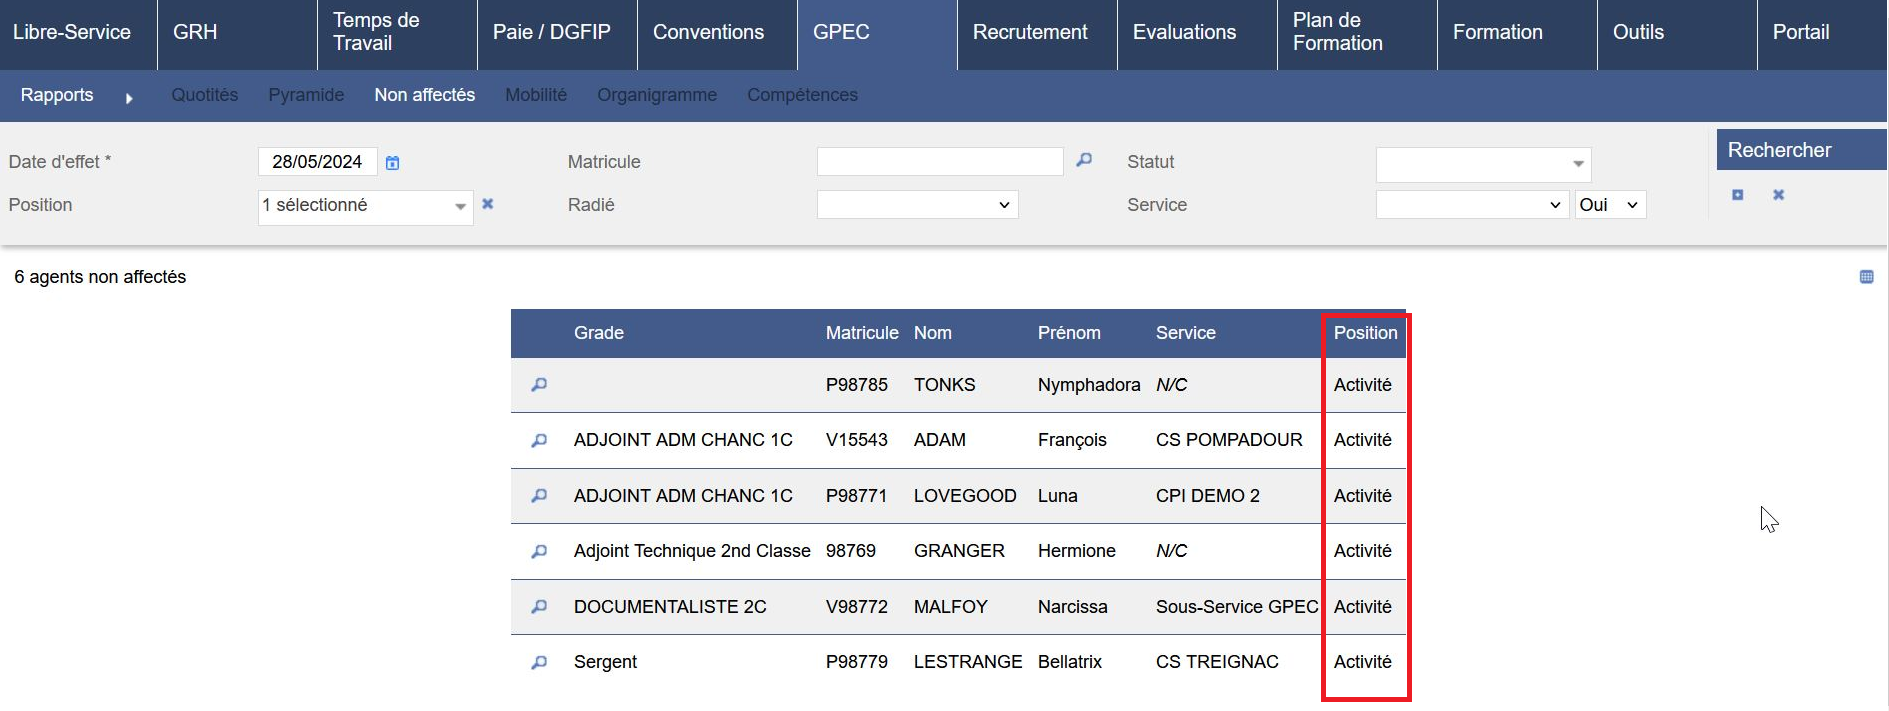 Libre-Service GRH Temps de Travail Paie / DGFIP Conventions GPEC Recrutement Evaluations Plan de Formation Formation Outils Portail
Rapports Quotités Pyramide Non affectés Mobilité Organigramme Compétences
Date d'effet * 28/05/2024 Matricule Statut Rechercher
Position 1 sélectionné Radié Service Oui
6 agents non affectés
Grade Matricule Nom Prénom Service Position
P98785 TONKS Nymphadora N/C Activité
ADJOINT ADM CHANC 1C V15543 ADAM François CS POMPADOUR Activité
ADJOINT ADM CHANC 1C P98771 LOVEGOOD Luna CPI DEMO 2 Activité
Adjoint Technique 2nd Classe 98769 GRANGER Hermione N/C Activité
DOCUMENTALISTE 2C V98772 MALFOY Narcissa Sous-Service GPEC Activité
Sergent P98779 LESTRANGE Bellatrix CS TREIGNAC Activité